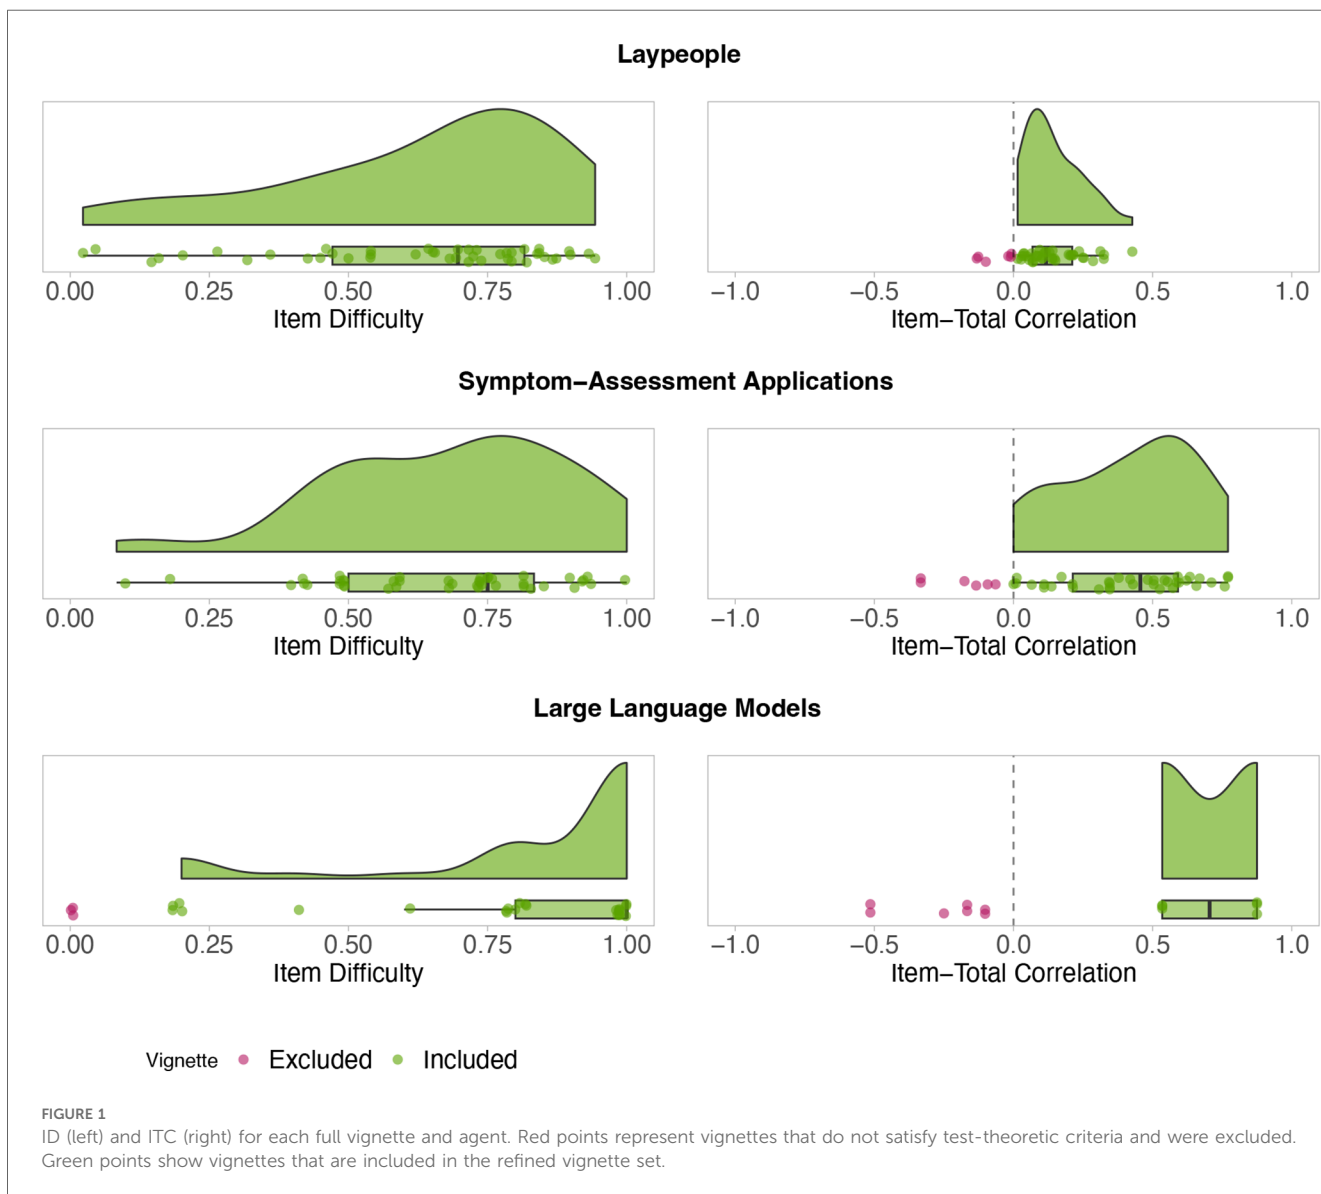 Laypeople
0.00 0.25 0.50 0.75 1.00
Item Difficulty
−1.0 −0.5 0.0 0.5 1.0
Item−Total Correlation
Symptom−Assessment Applications
0.00 0.25 0.50 0.75 1.00
Item Difficulty
−1.0 −0.5 0.0 0.5 1.0
Item−Total Correlation
Large Language Models
0.00 0.25 0.50 0.75 1.00
Item Difficulty
−1.0 −0.5 0.0 0.5 1.0
Item−Total Correlation
Vignette Excluded Included
FIGURE 1
ID (left) and ITC (right) for each full vignette and agent. Red points represent vignettes that do not satisfy test-theoretic criteria and were excluded.
Green points show vignettes that are included in the refined vignette set.